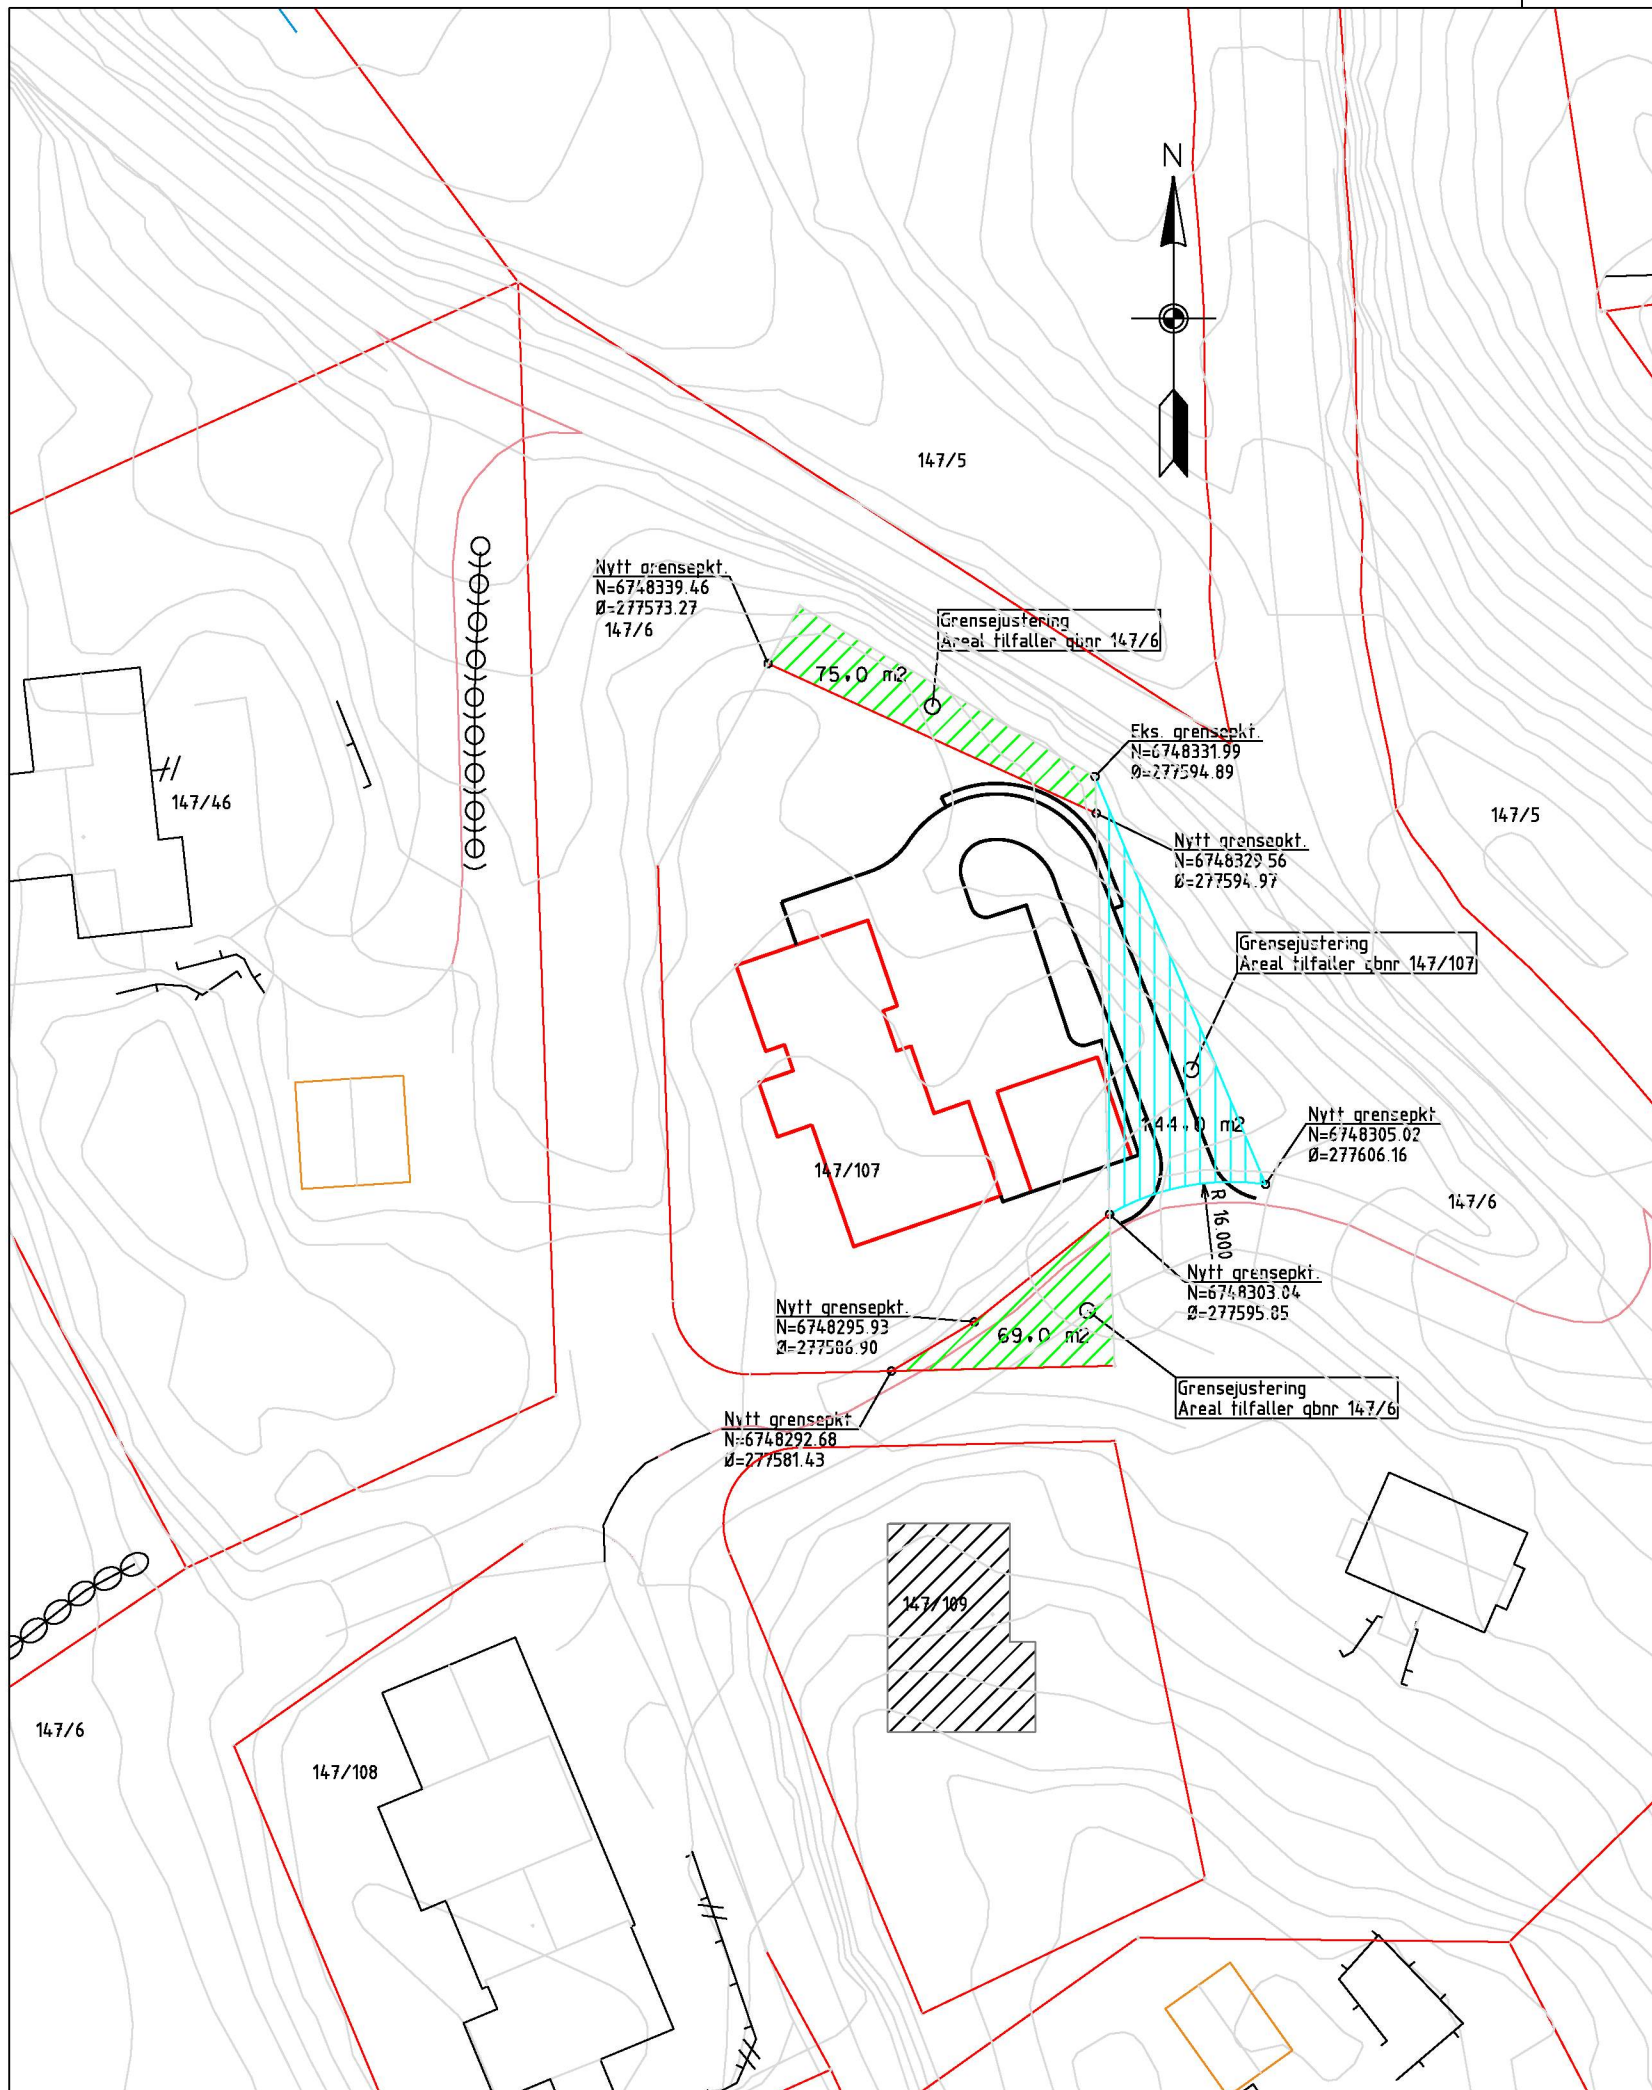 N
147/5
Nytt grensepkt.
N=6748339.46
Ø=277573.27
147/6
Grensejustering
Areal tilfaller gbnr 147/6
75.0 m2
Eks. grensepkt.
N=6748331.99
Ø=277594.89
147/46
147/5
Nytt grensepkt.
N=6748329.56
Ø=277594.97
Grensejustering
Areal tilfaller gbnr 147/107
144.0 m2
Nytt grensepkt.
N=6748305.02
Ø=277606.16
147/107
147/6
R 16.000
Nytt grensepkt.
N=6748303.04
Ø=277595.85
Nytt grensepkt.
N=6748295.93
Ø=277586.90
69.0 m2
Grensejustering
Areal tilfaller gbnr 147/6
Nytt grensepkt.
N=6748292.68
Ø=277581.43
147/109
147/6
147/108